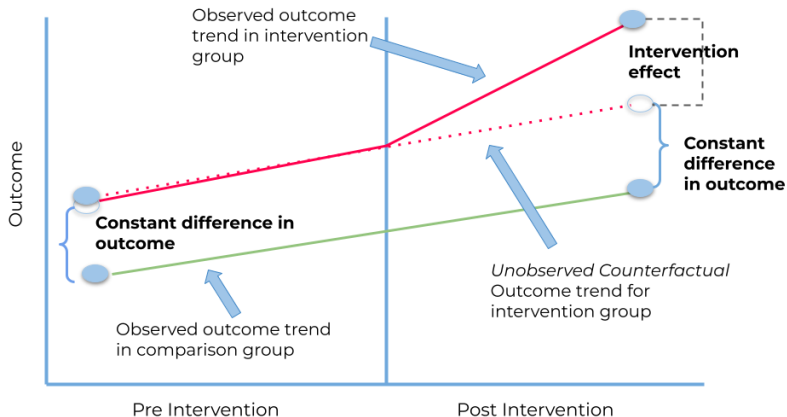 Observed outcome
trend in intervention
group
Intervention
effect
Outcome
Constant difference in
outcome
Constant
difference
in outcome
Unobserved Counterfactual
Outcome trend for
intervention group
Observed outcome trend
in comparison group
Pre Intervention
Post Intervention